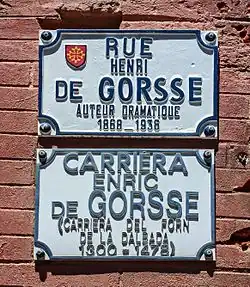 RUE
HENRI
DE GORSSE
AUTEUR DRAMATIQUE
1868 _ 1936
CARRIÈRA
ENRIC
DE GORSSE
(CARRIÈRA DEL FORN
DE LA DALBADA)
1300 - 1478)